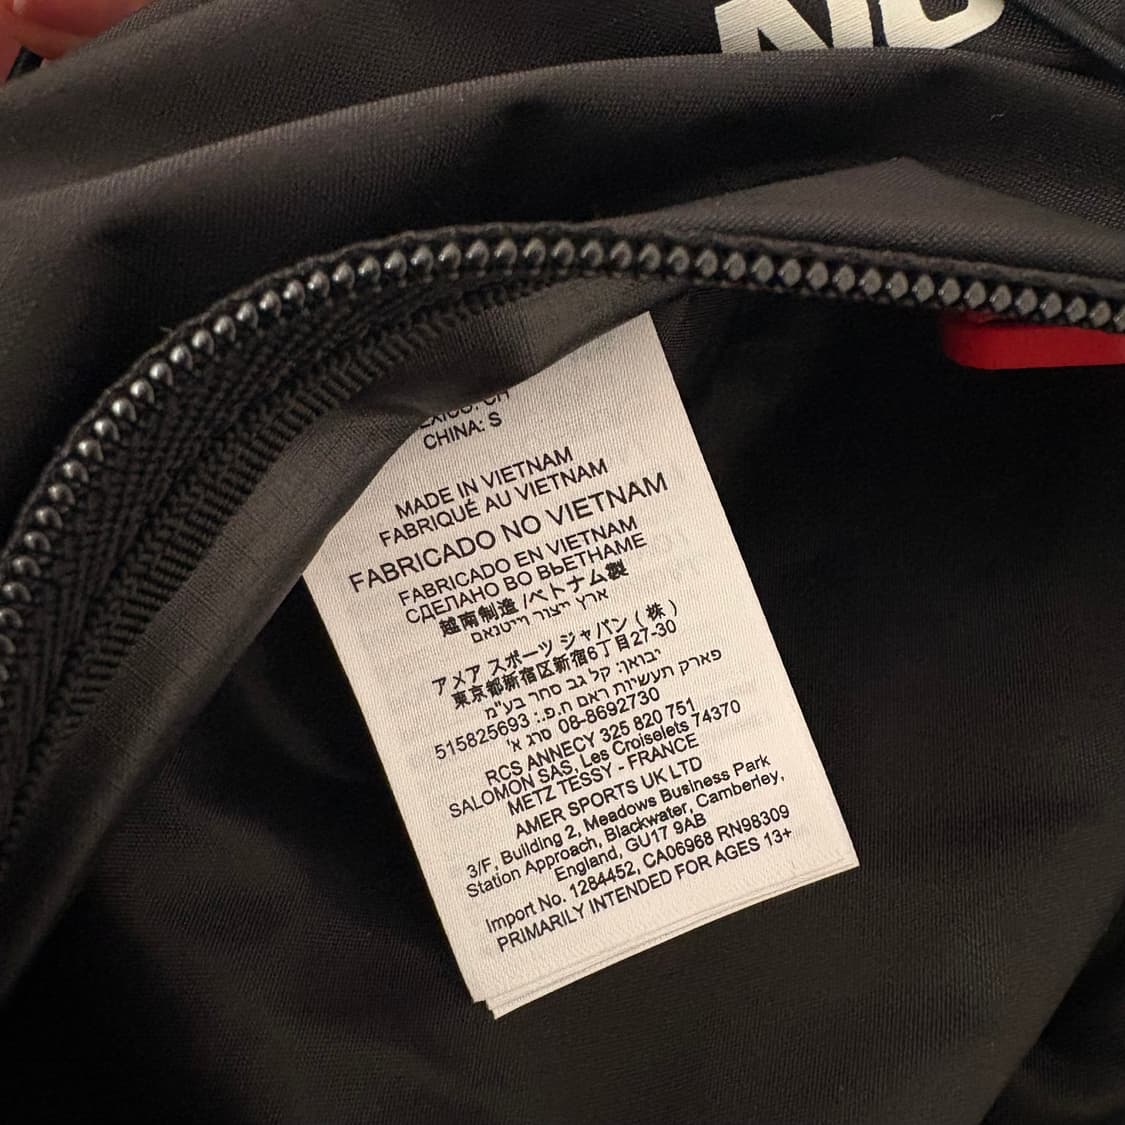 EXICO: CH
CHINA: S
MADE IN VIETNAM
FABRIQUÉ AU VIETNAM
FABRICADO NO VIETNAM
FABRICADO EN VIETNAM
СДЕЛАНО ВО ВЬЕТНАМЕ
越南制造 /ベトナム製
ארץ ייצור וייטנאם
アメア スポーツ ジャパン ( 株 )
東京都新宿区新宿6丁目27-30
יבואן: קל גב סחר בע"מ
פארק תעשיות ראם ח.פ.: 515825693
סרג א' 08-8692730
RCS ANNECY 325 820 751
SALOMON SAS, Les Croiselets 74370
METZ TESSY - FRANCE
AMER SPORTS UK LTD
3/F, Building 2, Meadows Business Park
Station Approach, Blackwater, Camberley,
England, GU17 9AB
Import No. 1284452, CA06968 RN98309
PRIMARILY INTENDED FOR AGES 13+